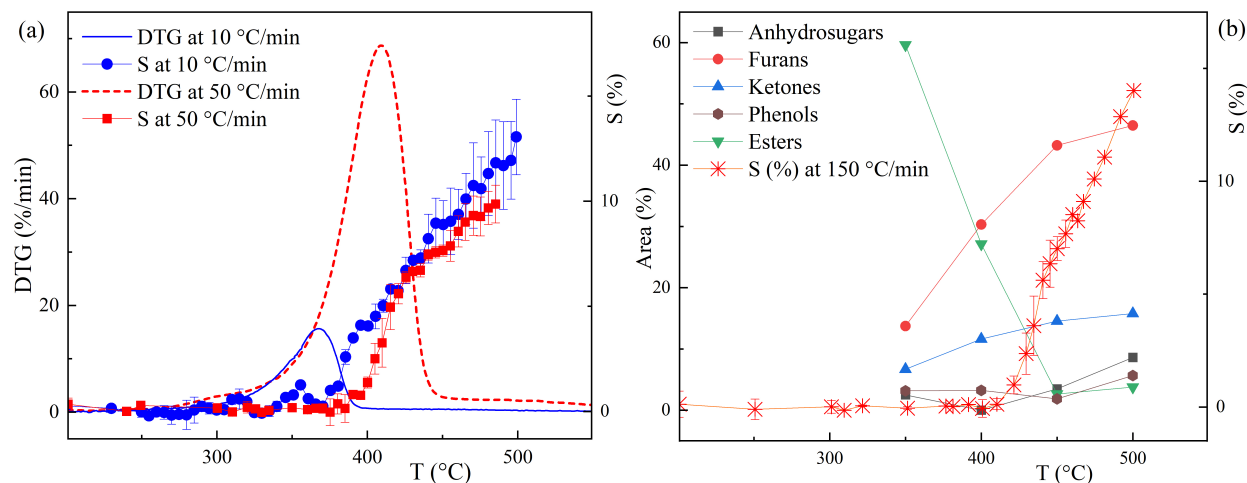 (a)
DTG at 10 °C/min
S at 10 °C/min
DTG at 50 °C/min
S at 50 °C/min
DTG (%/min)
60
40
20
0
S (%)
10
0
300
400
500
T (°C)
(b)
Anhydrosugars
Furans
Ketones
Phenols
Esters
S (%) at 150 °C/min
Area (%)
60
40
20
0
S (%)
10
0
300
400
500
T (°C)